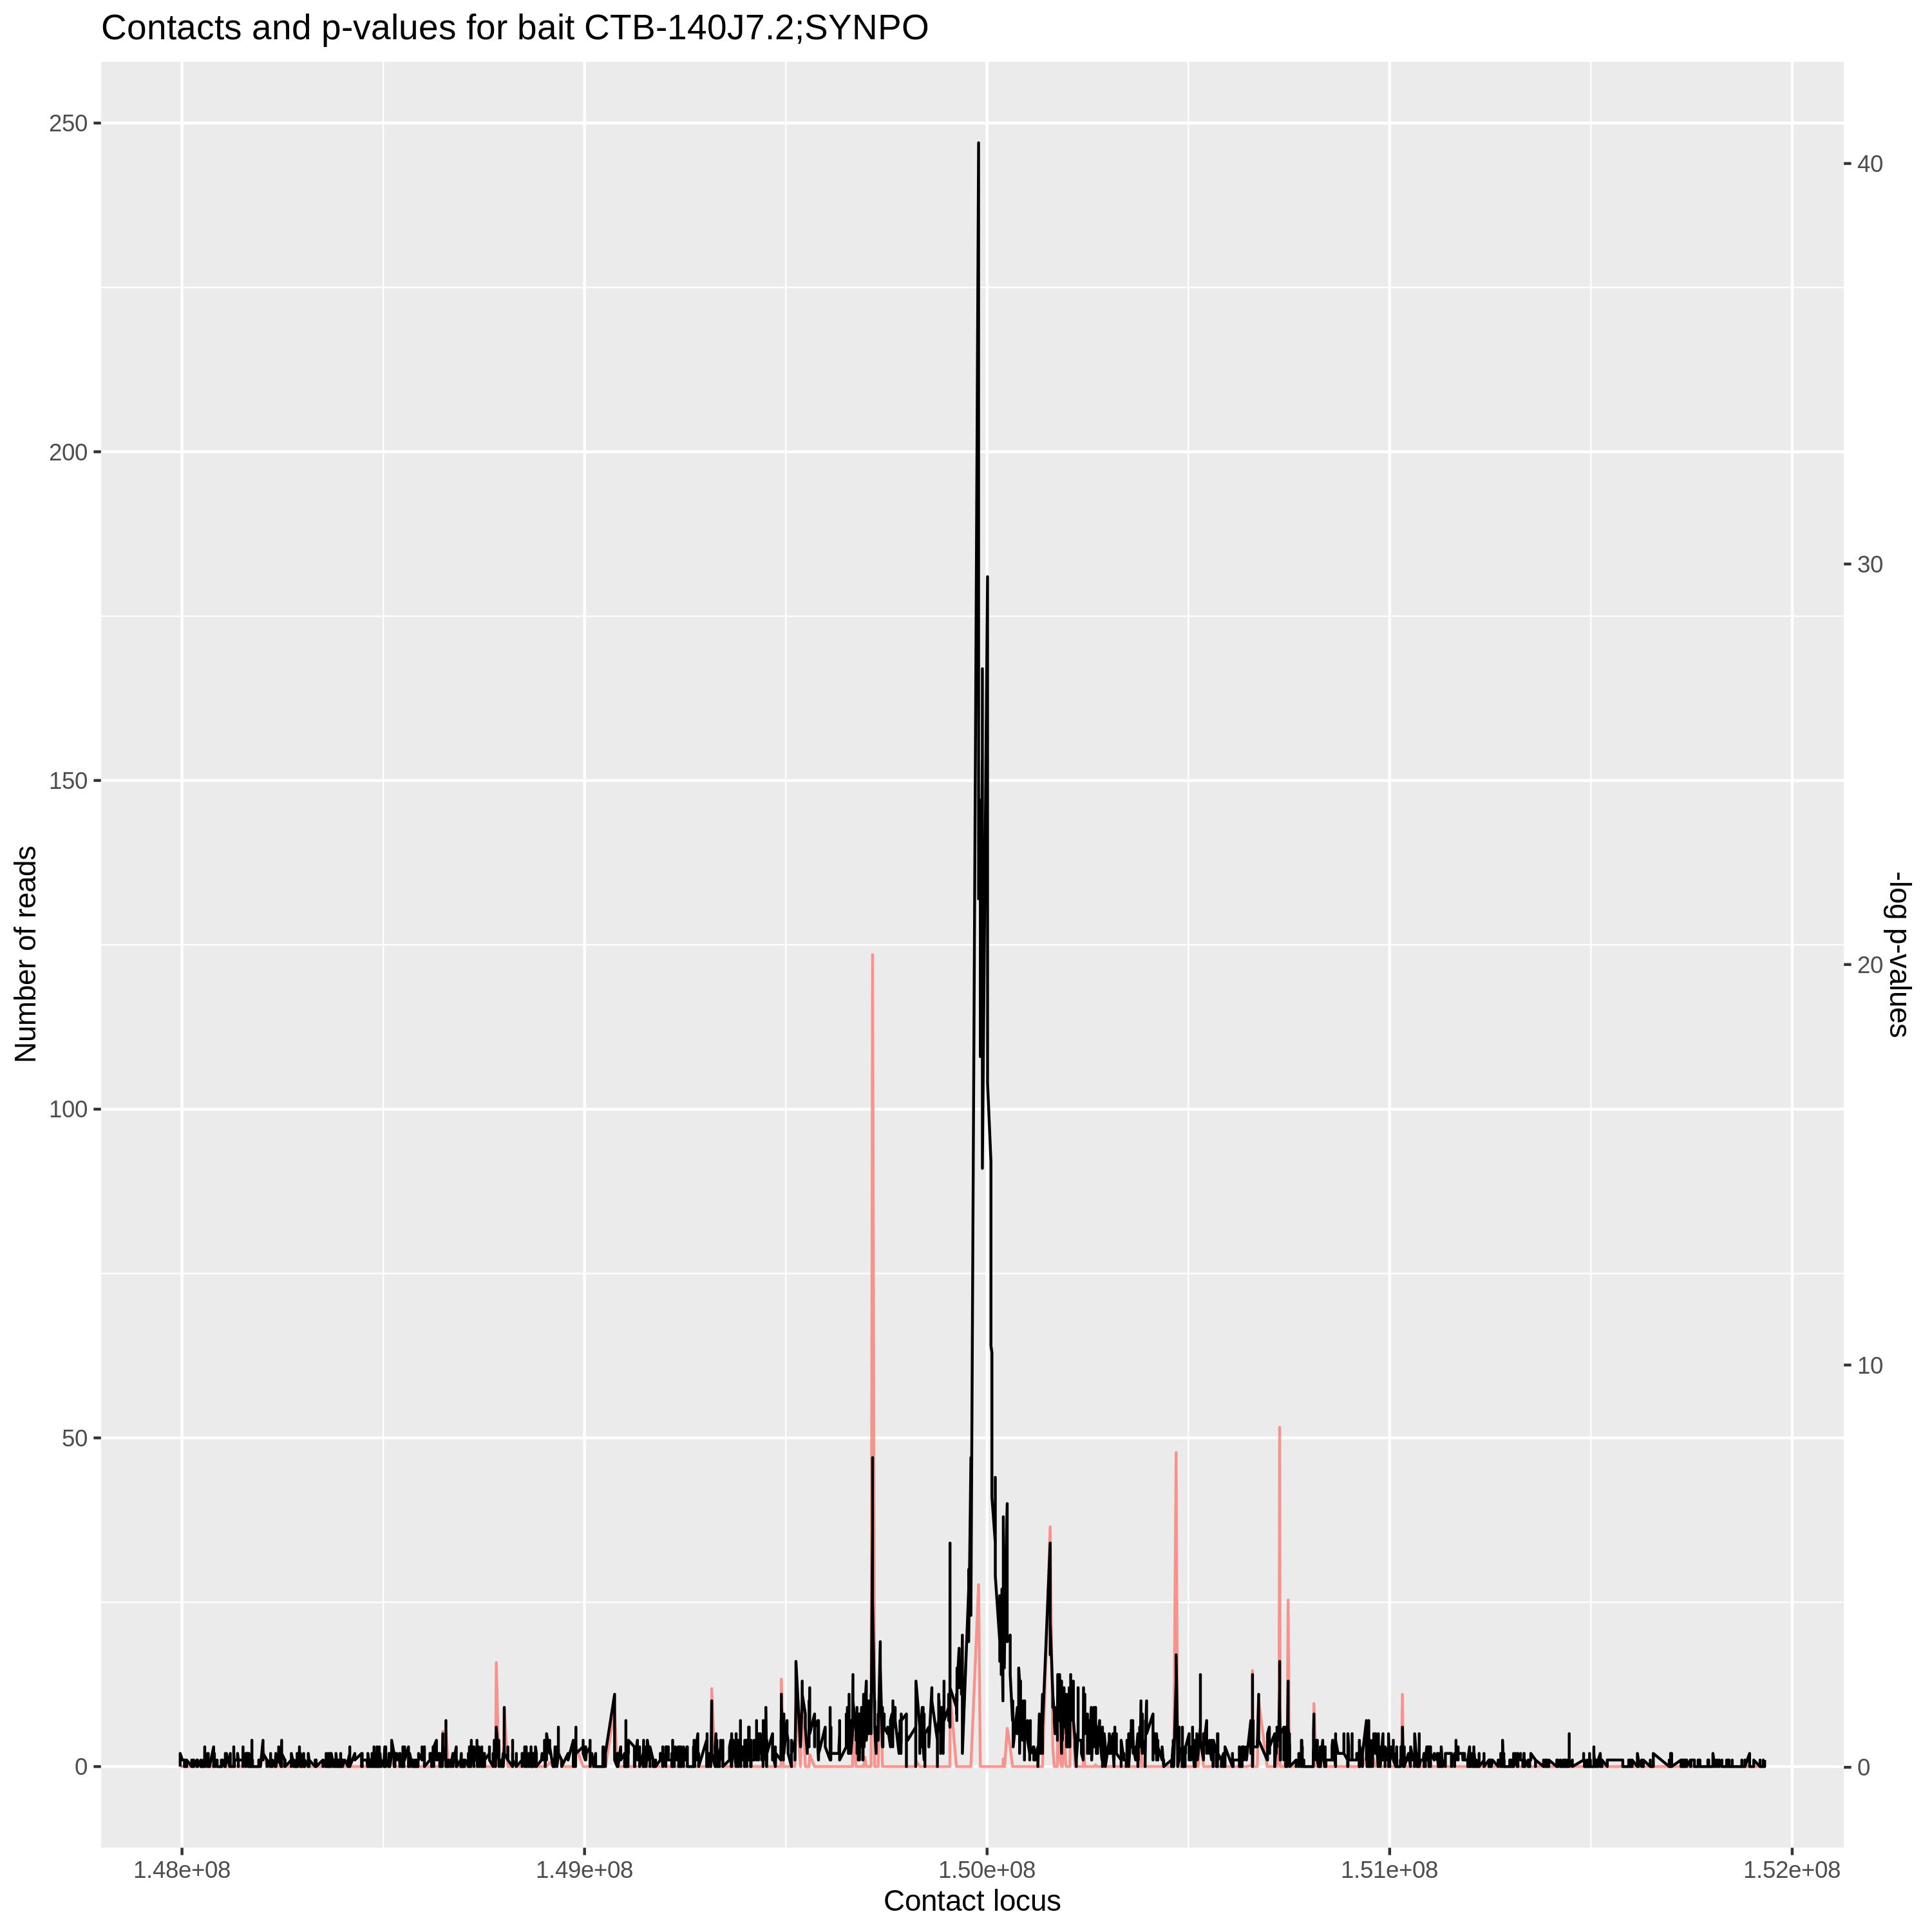 Contacts and p-values for bait CTB-140J7.2;SYNPO
250
200
150
100
50
0
Number of reads
40
30
20
10
0
-log p-values
1.48e+08
1.49e+08
1.50e+08
1.51e+08
1.52e+08
Contact locus